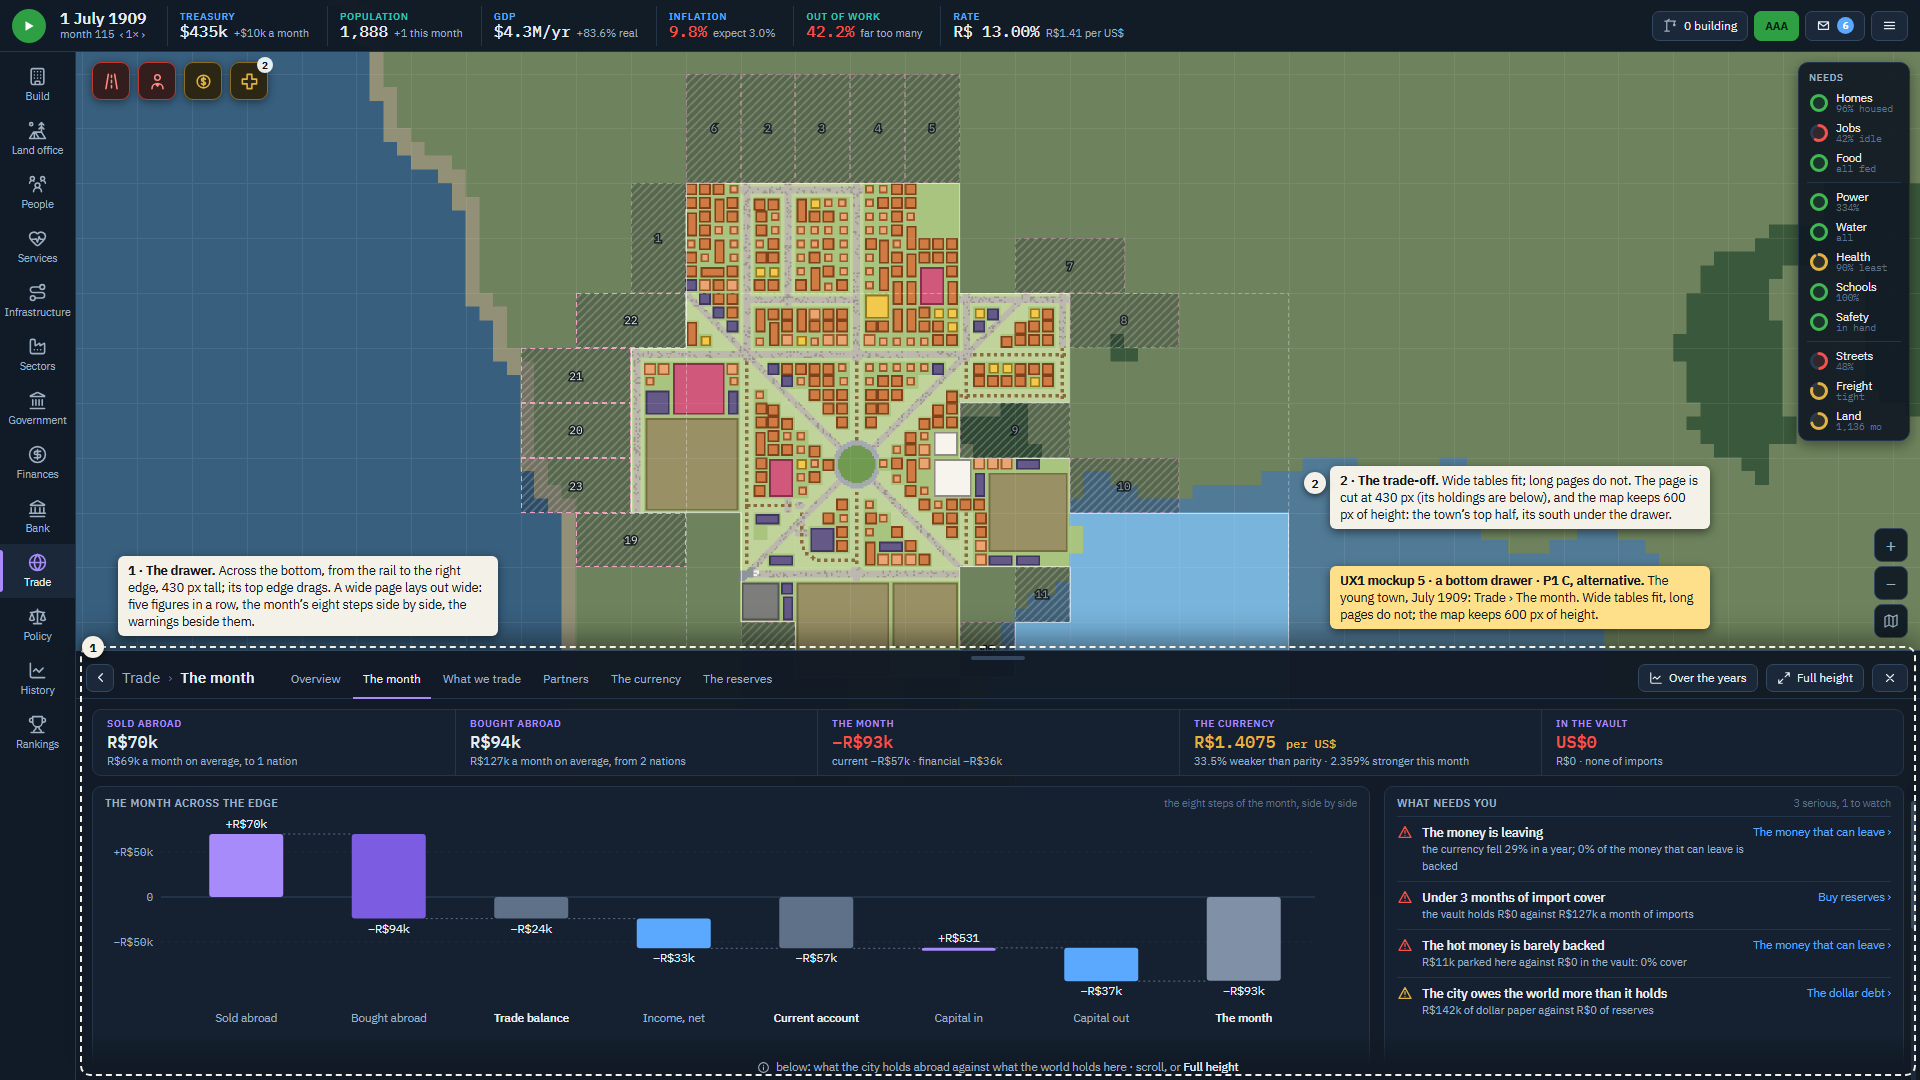 1 July 1909
month 115 ‹ 1× ›
TREASURY
$435k +$10k a month
POPULATION
1,888 +1 this month
GDP
$4.3M/yr +83.6% real
INFLATION
9.8% expect 3.0%
OUT OF WORK
42.2% far too many
RATE
R$ 13.00% R$1.41 per US$
0 building
AAA
6
Build
Land office
People
Services
Infrastructure
Sectors
Government
Finances
Bank
Trade
Policy
History
Rankings
2
6
2
3
4
5
1
7
22
8
21
20
9
23
10
19
11
NEEDS
Homes
96% housed
Jobs
42% idle
Food
all fed
Power
334%
Water
all
Health
90% least
Schools
100%
Safety
in hand
Streets
48%
Freight
tight
Land
1,136 mo
2
2 · The trade-off. Wide tables fit; long pages do not. The page is
cut at 430 px (its holdings are below), and the map keeps 600
px of height: the town's top half, its south under the drawer.
1 · The drawer. Across the bottom, from the rail to the right
edge, 430 px tall; its top edge drags. A wide page lays out wide:
five figures in a row, the month's eight steps side by side, the
warnings beside them.
UX1 mockup 5 · a bottom drawer · P1 C, alternative. The
young town, July 1909: Trade › The month. Wide tables fit, long
pages do not; the map keeps 600 px of height.
1
Trade › The month
Overview
The month
What we trade
Partners
The currency
The reserves
Over the years
Full height
SOLD ABROAD
R$70k
R$69k a month on average, to 1 nation
BOUGHT ABROAD
R$94k
R$127k a month on average, from 2 nations
THE MONTH
−R$93k
current −R$57k · financial −R$36k
THE CURRENCY
R$1.4075 per US$
33.5% weaker than parity · 2.359% stronger this month
IN THE VAULT
US$0
R$0 · none of imports
THE MONTH ACROSS THE EDGE
the eight steps of the month, side by side
+R$50k
0
−R$50k
+R$70k
−R$94k
−R$24k
−R$33k
−R$57k
+R$531
−R$37k
−R$93k
Sold abroad
Bought abroad
Trade balance
Income, net
Current account
Capital in
Capital out
The month
WHAT NEEDS YOU
3 serious, 1 to watch
The money is leaving
The money that can leave ›
the currency fell 29% in a year; 0% of the money that can leave is
backed
Under 3 months of import cover
Buy reserves ›
the vault holds R$0 against R$127k a month of imports
The hot money is barely backed
The money that can leave ›
R$11k parked here against R$0 in the vault: 0% cover
The city owes the world more than it holds
The dollar debt ›
R$142k of dollar paper against R$0 of reserves
below: what the city holds abroad against what the world holds here · scroll, or Full height